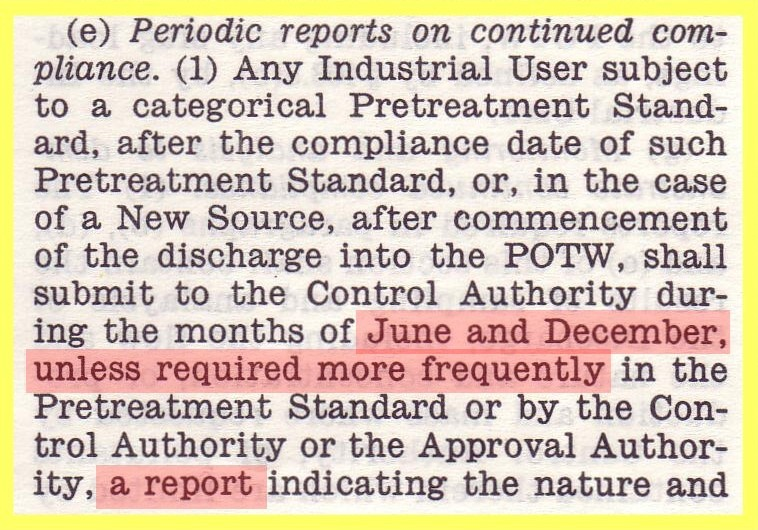 (e) Periodic reports on continued com-
pliance. (1) Any Industrial User subject
to a categorical Pretreatment Stand-
ard, after the compliance date of such
Pretreatment Standard, or, in the case
of a New Source, after commencement
of the discharge into the POTW, shall
submit to the Control Authority dur-
ing the months of June and December,
unless required more frequently in the
Pretreatment Standard or by the Con-
trol Authority or the Approval Author-
ity, a report indicating the nature and